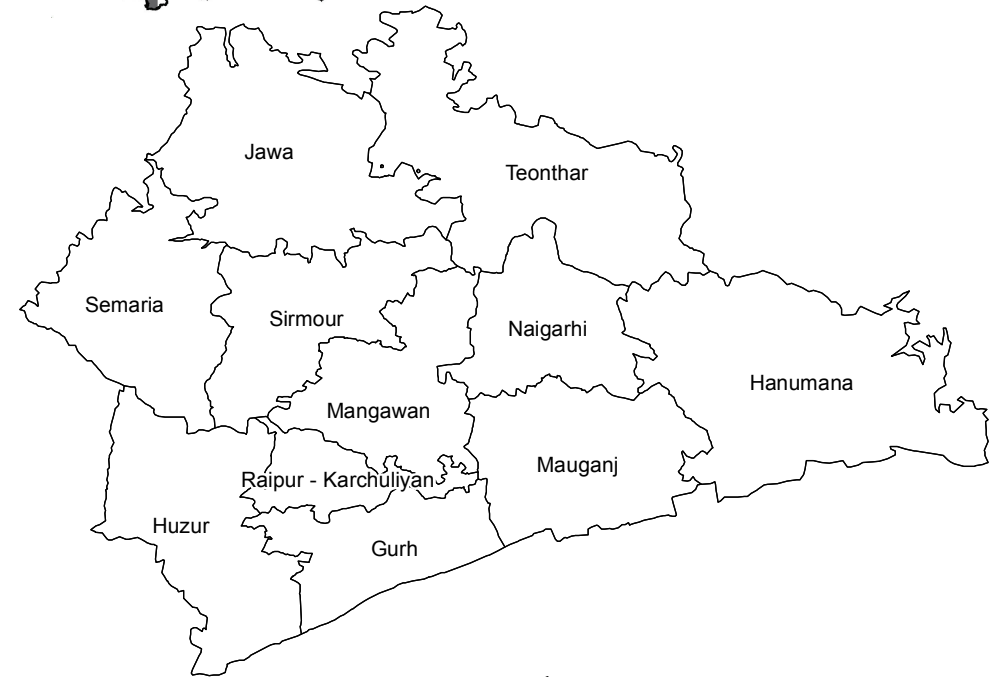 Jawa
Teonthar
Semaria
Sirmour
Naigarhi
Hanumana
Mangawan
Mauganj
Raipur - Karchuliyan
Huzur
Gurh